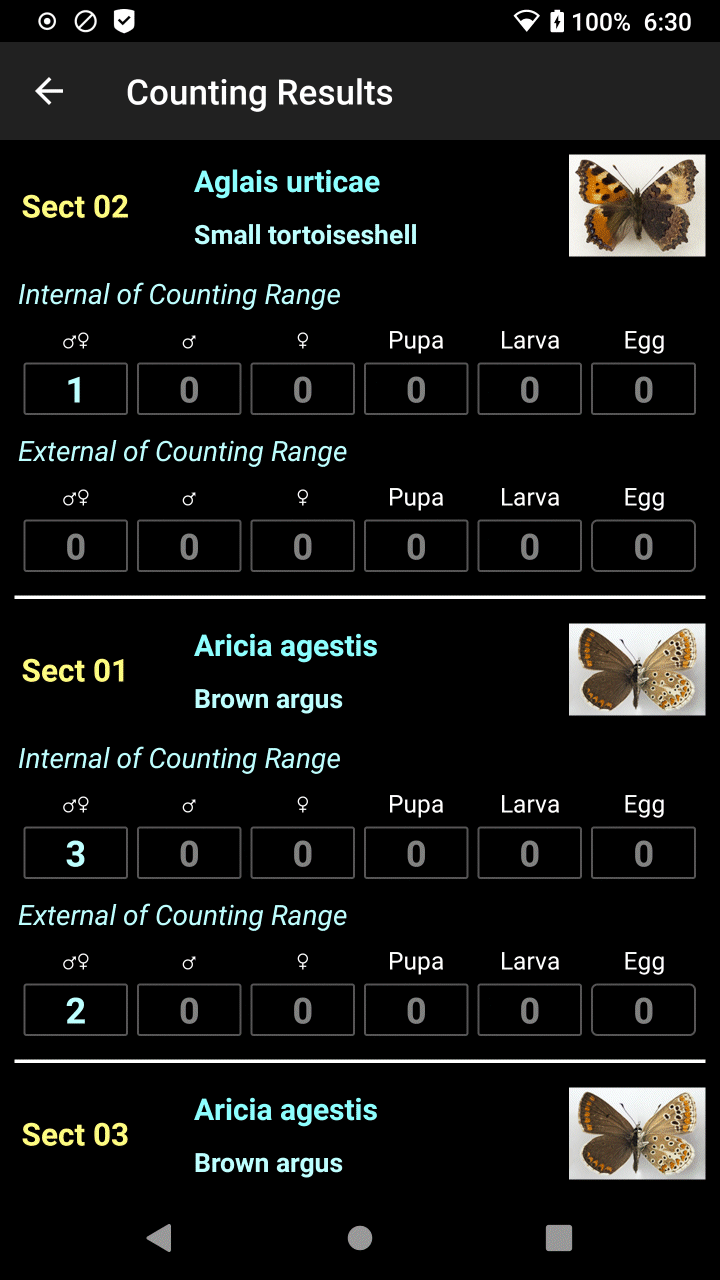 100% 6:30
Counting Results
Sect 02
Aglais urticae
Small tortoiseshell
Internal of Counting Range
♂♀ ♂ ♀ Pupa Larva Egg
1 0 0 0 0 0
External of Counting Range
♂♀ ♂ ♀ Pupa Larva Egg
0 0 0 0 0 0
Sect 01
Aricia agestis
Brown argus
Internal of Counting Range
♂♀ ♂ ♀ Pupa Larva Egg
3 0 0 0 0 0
External of Counting Range
♂♀ ♂ ♀ Pupa Larva Egg
2 0 0 0 0 0
Sect 03
Aricia agestis
Brown argus